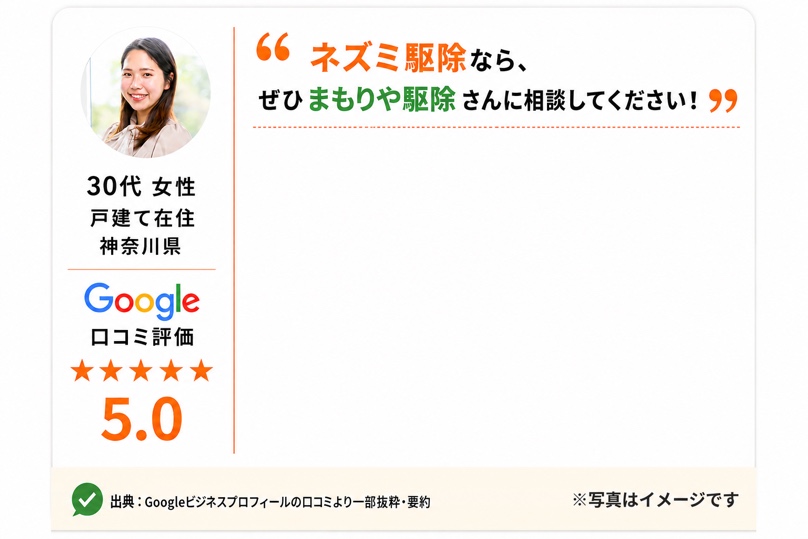 “ ネズミ駆除なら、
ぜひ まもりや駆除 さんに相談してください！ ”
30代 女性
戸建て在住
神奈川県
Google
口コミ評価
★★★★★
5.0
出典：Googleビジネスプロフィールの口コミより一部抜粋・要約
※写真はイメージです